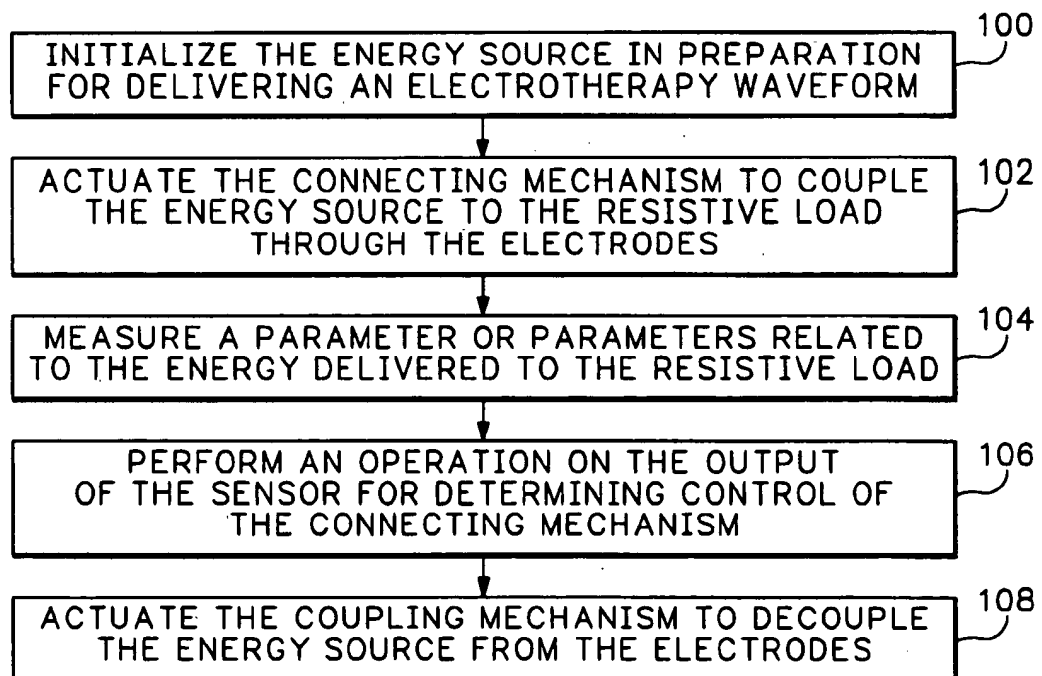 100
INITIALIZE THE ENERGY SOURCE IN PREPARATION
FOR DELIVERING AN ELECTROTHERAPY WAVEFORM
102
ACTUATE THE CONNECTING MECHANISM TO COUPLE
THE ENERGY SOURCE TO THE RESISTIVE LOAD
THROUGH THE ELECTRODES
104
MEASURE A PARAMETER OR PARAMETERS RELATED
TO THE ENERGY DELIVERED TO THE RESISTIVE LOAD
106
PERFORM AN OPERATION ON THE OUTPUT
OF THE SENSOR FOR DETERMINING CONTROL OF
THE CONNECTING MECHANISM
108
ACTUATE THE COUPLING MECHANISM TO DECOUPLE
THE ENERGY SOURCE FROM THE ELECTRODES